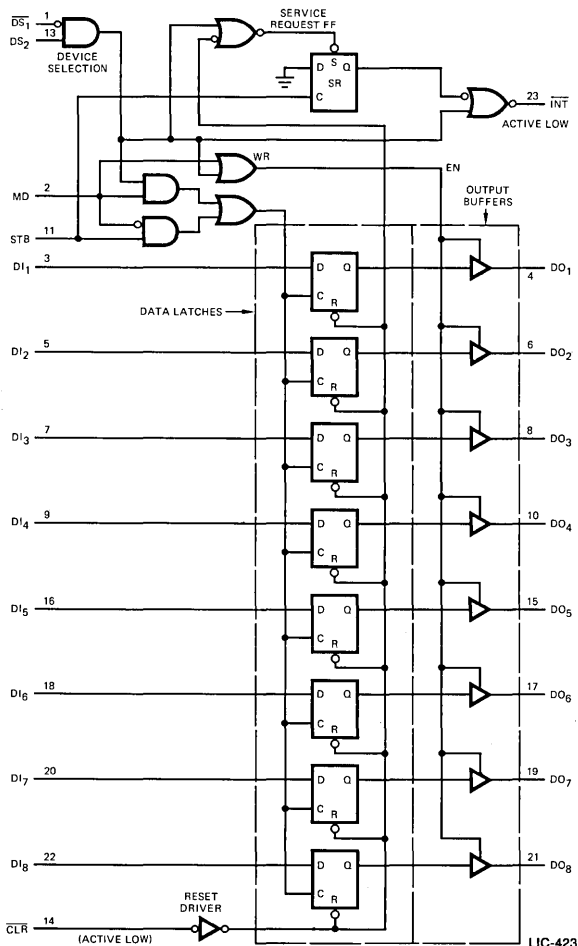 SERVICE
REQUEST FF
DS1 1
DS2 13
DEVICE
SELECTION
D S Q
SR
C
23 INT
ACTIVE LOW
WR
EN
MD 2
OUTPUT
BUFFERS
STB 11
DI1 3
D Q
C R
4 DO1
DATA LATCHES
DI2 5
D Q
C R
6 DO2
DI3 7
D Q
C R
8 DO3
DI4 9
D Q
C R
10 DO4
DI5 16
D Q
C R
15 DO5
DI6 18
D Q
C R
17 DO6
DI7 20
D Q
C R
19 DO7
DI8 22
D Q
C R
21 DO8
RESET
DRIVER
CLR 14
(ACTIVE LOW)
LIC-423